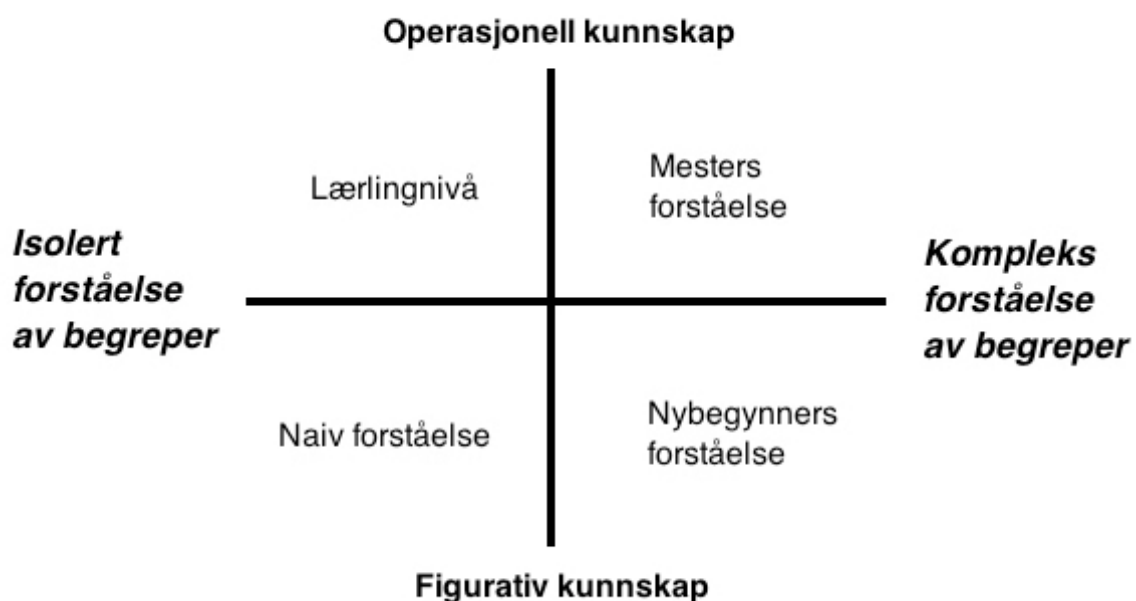 Operasjonell kunnskap
Lærlingnivå
Mesters
forståelse
Isolert
forståelse
av begreper
Kompleks
forståelse
av begreper
Naiv forståelse
Nybegynners
forståelse
Figurativ kunnskap